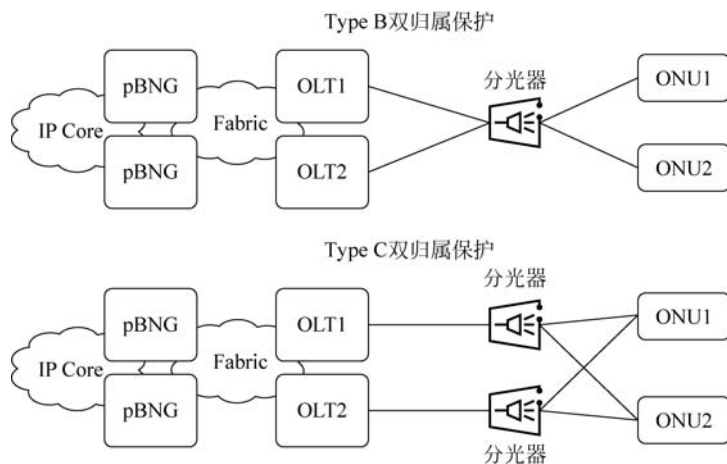 Type B双归属保护
pBNG
OLT1
分光器
ONU1
IP Core
Fabric
pBNG
OLT2
ONU2
Type C双归属保护
分光器
pBNG
OLT1
ONU1
IP Core
Fabric
pBNG
OLT2
ONU2
分光器